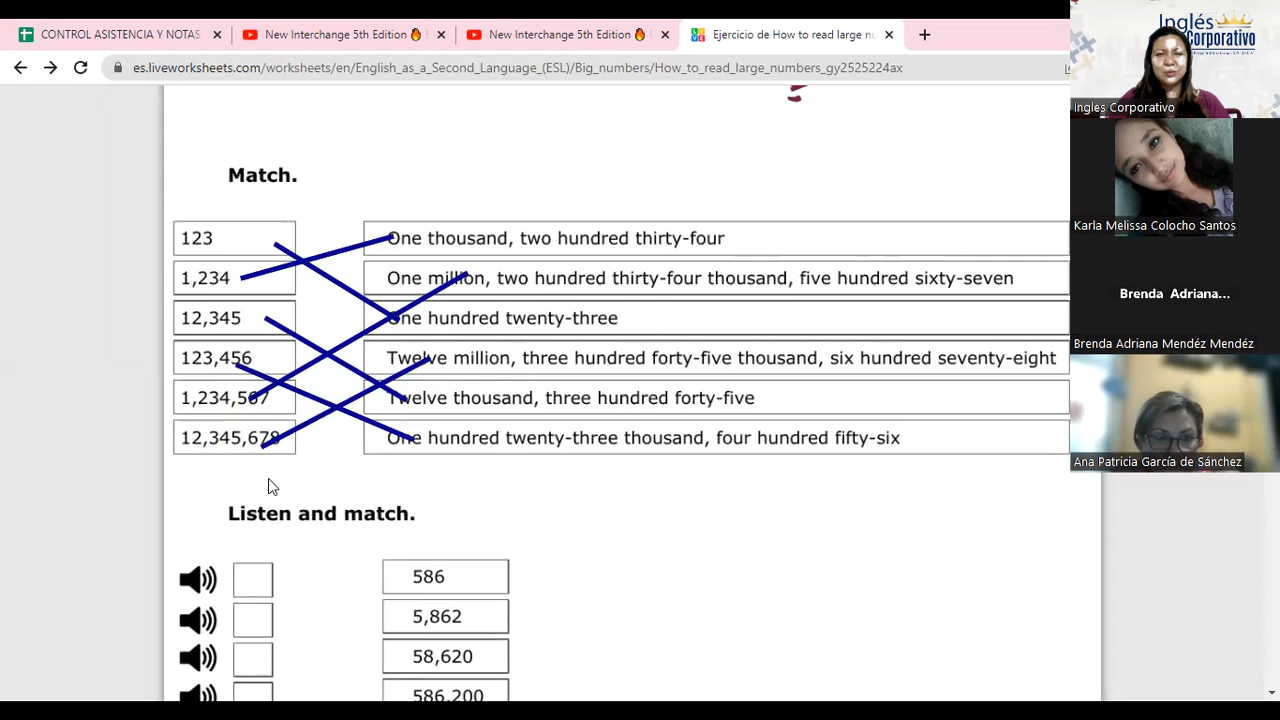 CONTROL ASISTENCIA Y NOTAS
New Interchange 5th Edition
New Interchange 5th Edition
Ejercicio de How to read large nu
es.liveworksheets.com/worksheets/en/English_as_a_Second_Language_(ESL)/Big_numbers/How_to_read_large_numbers_gy2525224ax
Match.
123 One thousand, two hundred thirty-four
1,234 One million, two hundred thirty-four thousand, five hundred sixty-seven
12,345 One hundred twenty-three
123,456 Twelve million, three hundred forty-five thousand, six hundred seventy-eight
1,234,567 Twelve thousand, three hundred forty-five
12,345,678 One hundred twenty-three thousand, four hundred fifty-six
Listen and match.
586
5,862
58,620
586,200
Inglés
Corporativo
Ingles Corporativo
Karla Melissa Colocho Santos
Brenda Adriana...
Brenda Adriana Mendéz Mendéz
Ana Patricia García de Sánchez